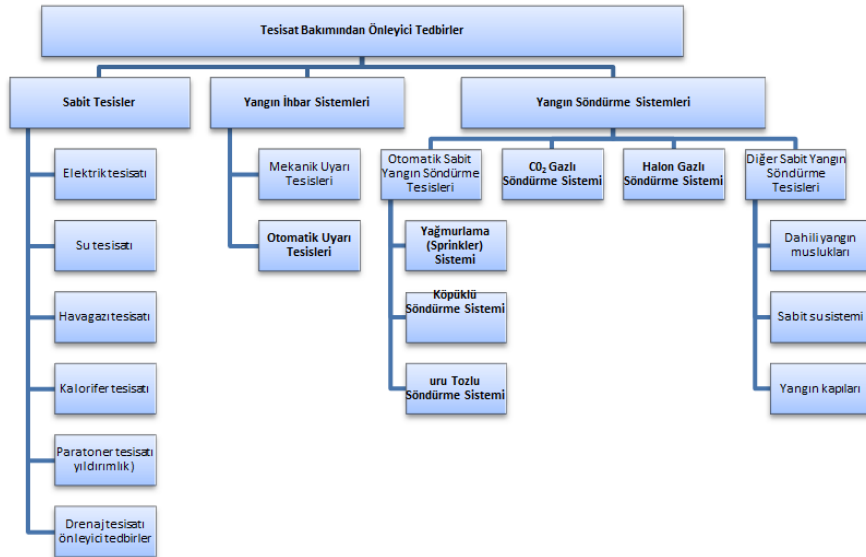 Tesisat Bakımından Önleyici Tedbirler
Sabit Tesisler
Yangın İhbar Sistemleri
Yangın Söndürme Sistemleri
Elektrik tesisatı
Su tesisatı
Havagazı tesisatı
Kalorifer tesisatı
Paratoner tesisatı
yıldırımlık)
Drenaj tesisatı
önleyici tedbirler
Mekanik Uyarı
Tesisleri
Otomatik Uyarı
Tesisleri
Otomatik Sabit
Yangın Söndürme
Tesisleri
C0₂ Gazlı
Söndürme Sistemi
Halon Gazlı
Söndürme Sistemi
Diğer Sabit Yangın
Söndürme
Tesisleri
Yağmurlama
(Sprinkler)
Sistemi
Köpüklü
Söndürme Sistemi
uru Tozlu
Söndürme Sistemi
Dahili yangın
muslukları
Sabit su sistemi
Yangın kapıları